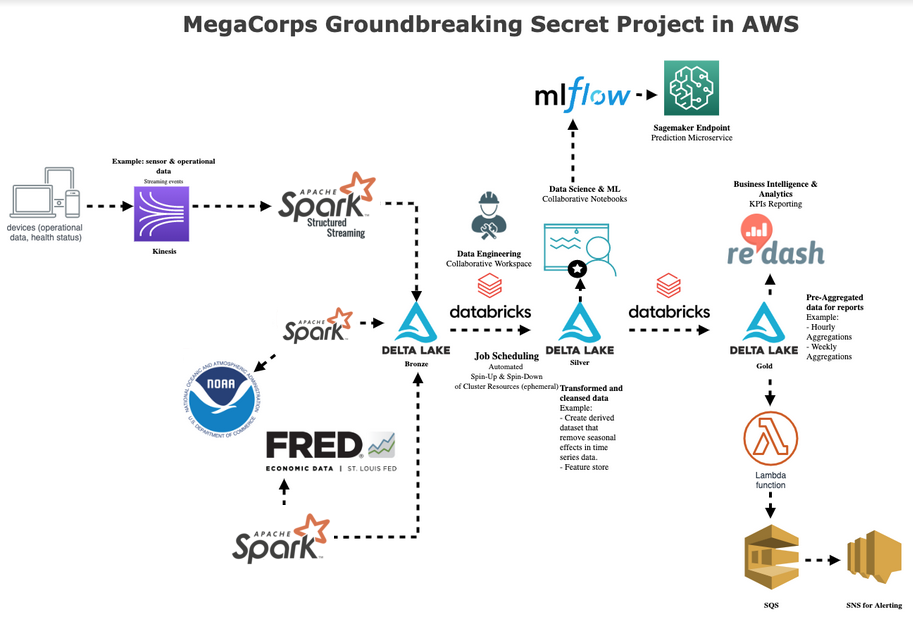 MegaCorps Groundbreaking Secret Project in AWS
mlflow
Sagemaker Endpoint
Prediction Microservice
Example: sensor & operational
data
Streaming events
Kinesis
devices (operational
data, health status)
APACHE
Spark™
Structured
Streaming
Data Science & ML
Collaborative Notebooks
Business Intelligence &
Analytics
KPIs Reporting
redash
Data Engineering
Collaborative Workspace
databricks
databricks
APACHE
Spark™
DELTA LAKE
Bronze
Job Scheduling
Automated
Spin-Up & Spin-Down
of Cluster Resources (ephemeral)
DELTA LAKE
Silver
Transformed and
cleansed data
Example:
- Create derived
dataset that
remove seasonal
effects in time
series data.
- Feature store
DELTA LAKE
Gold
Pre-Aggregated
data for reports
Example:
- Hourly
Aggregations
- Weekly
Aggregations
NATIONAL OCEANIC AND ATMOSPHERIC ADMINISTRATION
NOAA
U.S. DEPARTMENT OF COMMERCE
FRED
ECONOMIC DATA | ST. LOUIS FED
APACHE
Spark™
Lambda
function
SQS
SNS for Alerting